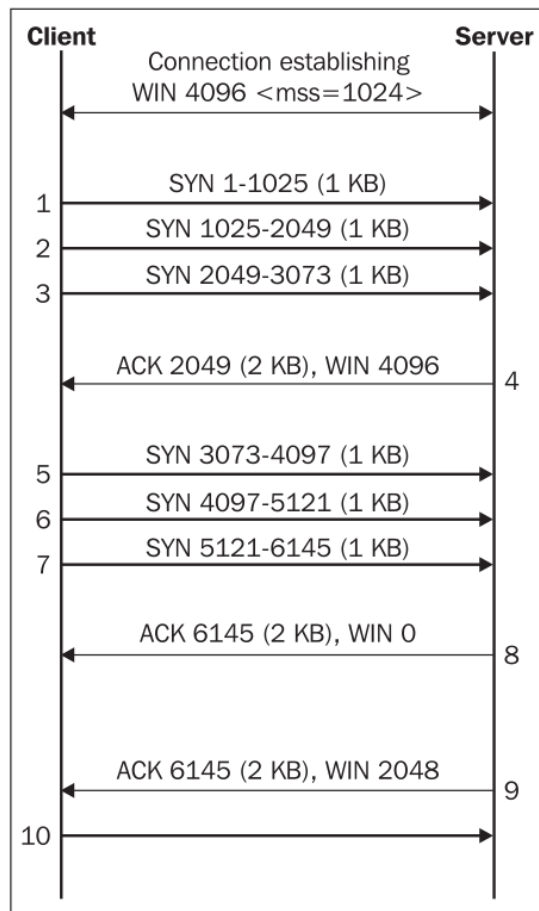 Client Server
Connection establishing
WIN 4096 <mss=1024>
SYN 1-1025 (1 KB)
1
SYN 1025-2049 (1 KB)
2
SYN 2049-3073 (1 KB)
3
ACK 2049 (2 KB), WIN 4096
4
SYN 3073-4097 (1 KB)
5
SYN 4097-5121 (1 KB)
6
SYN 5121-6145 (1 KB)
7
ACK 6145 (2 KB), WIN 0
8
ACK 6145 (2 KB), WIN 2048
9
10